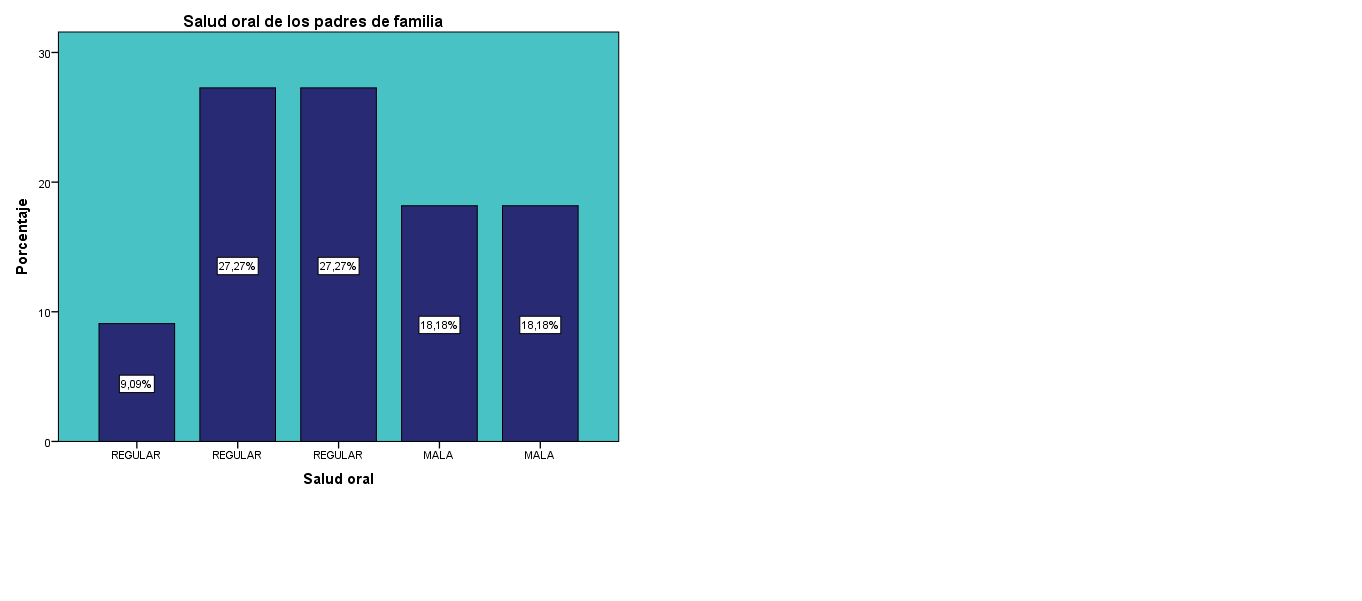 Salud oral de los padres de familia
Porcentaje
30
20
10
0
9,09%
27,27%
27,27%
18,18%
18,18%
REGULAR
REGULAR
REGULAR
MALA
MALA
Salud oral